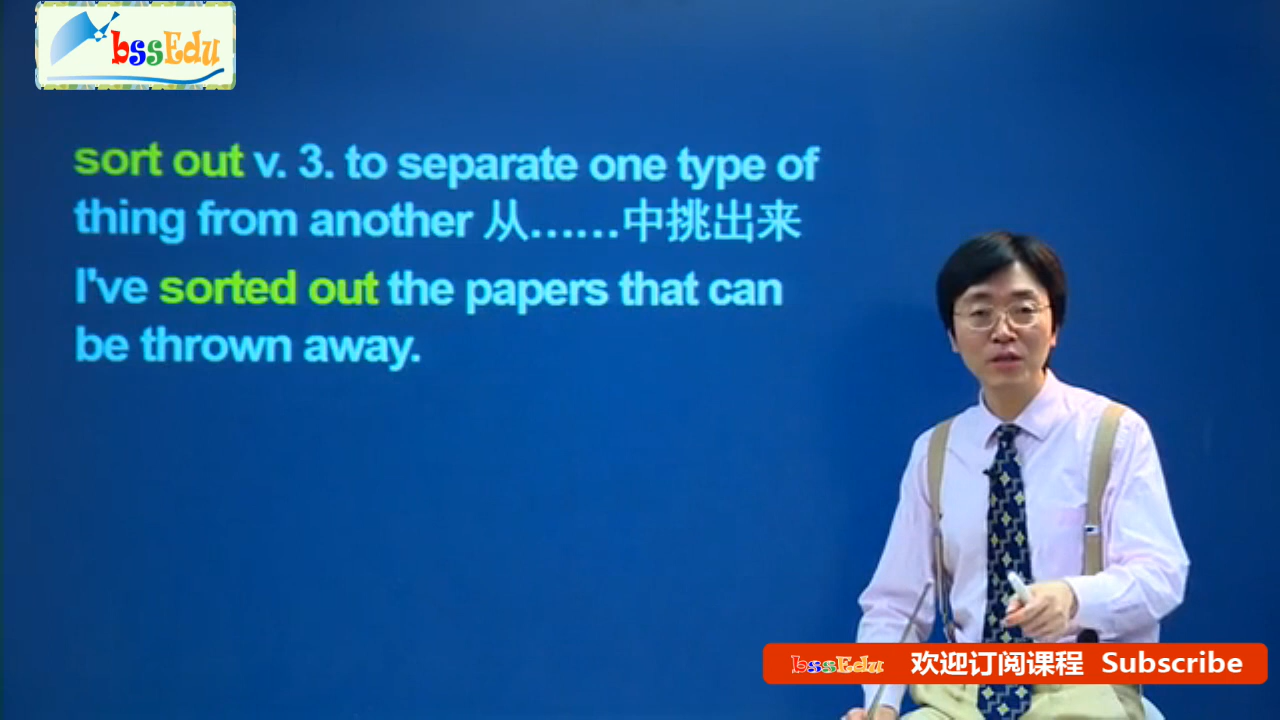 bssEdu
sort out v. 3. to separate one type of
thing from another 从……中挑出来
I've sorted out the papers that can
be thrown away.
bssEdu 欢迎订阅课程 Subscribe